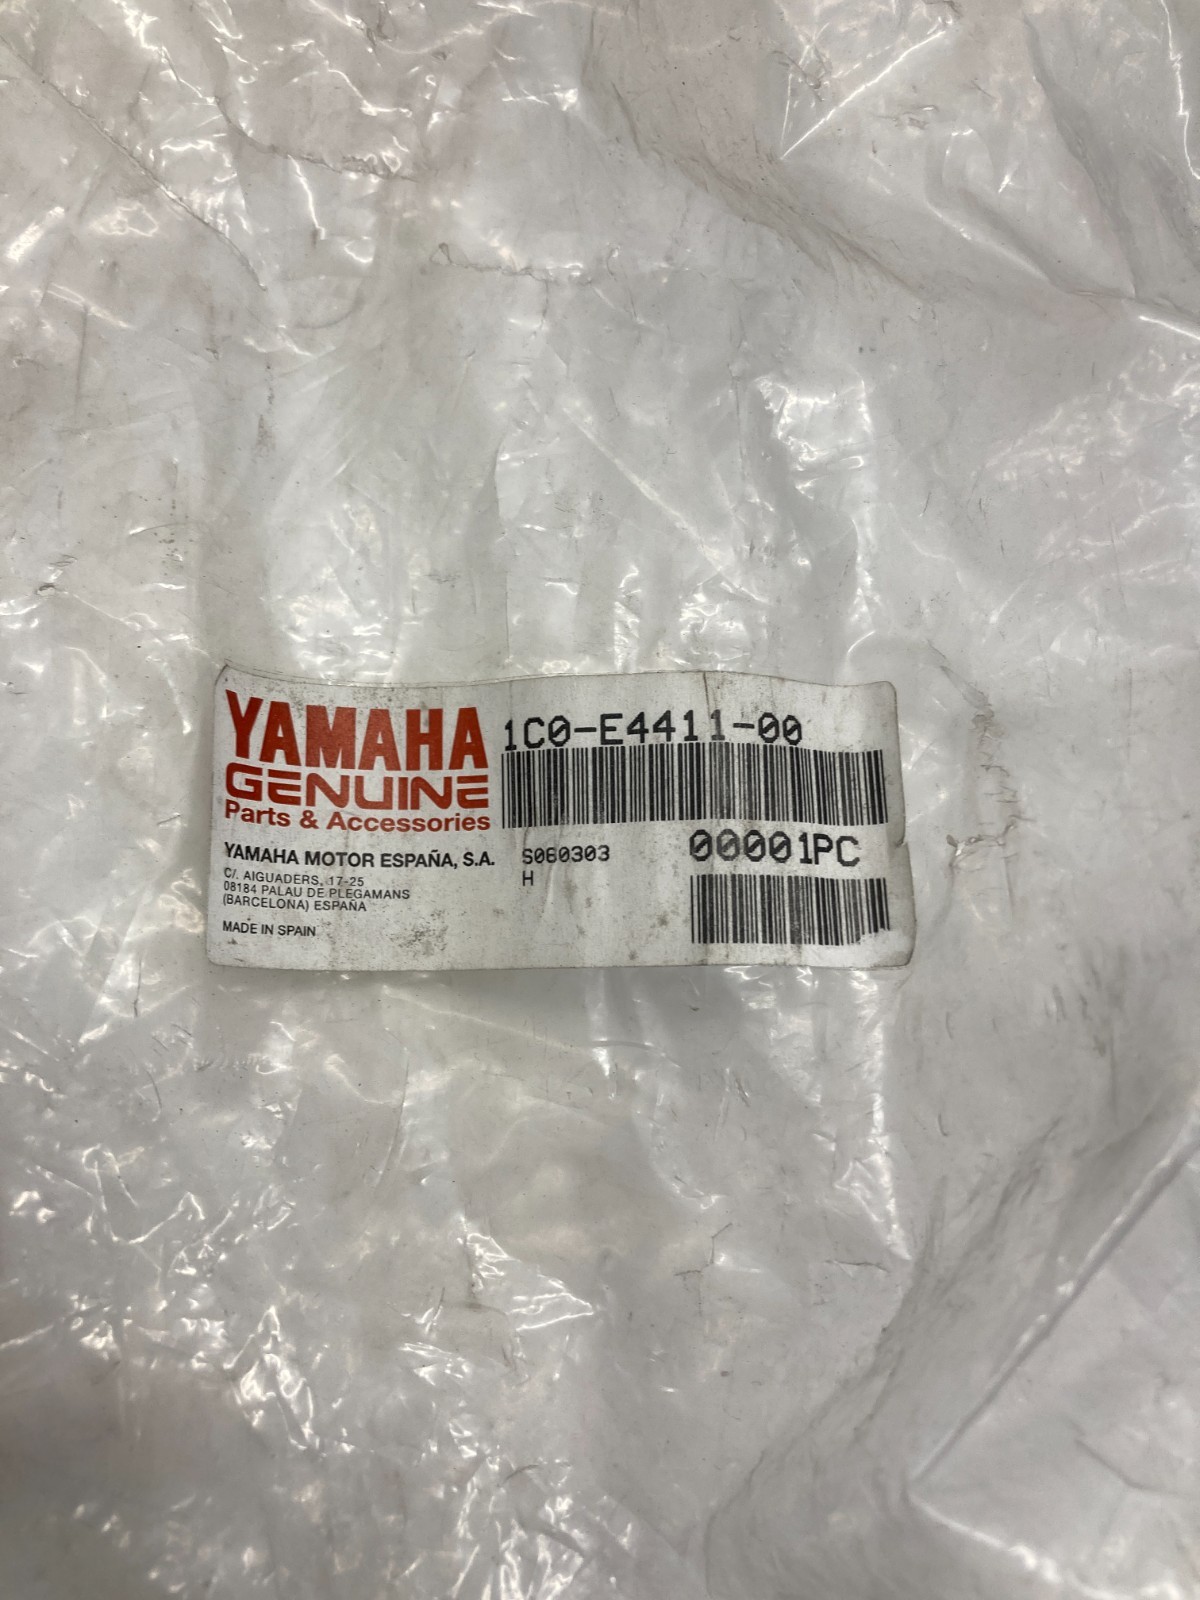 YAMAHA
GENUINE
Parts & Accessories
YAMAHA MOTOR ESPAÑA, S.A.
C/. AIGUADERS, 17-25
08184 PALAU DE PLEGAMANS
(BARCELONA) ESPAÑA
MADE IN SPAIN
1C0-E4411-00
S060303
H
00001PC